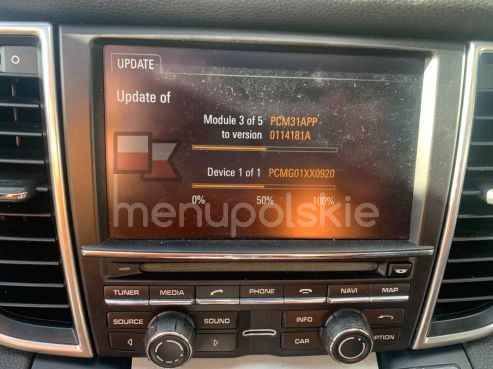 UPDATE
Update of
Module 3 of 5 PCM31APP
to version 0114181A
Device 1 of 1 PCMG01XX0920
0% 50% 100%
menupolskie
TUNER MEDIA PHONE NAVI MAP
SOURCE SOUND INFO
CAR OPTION